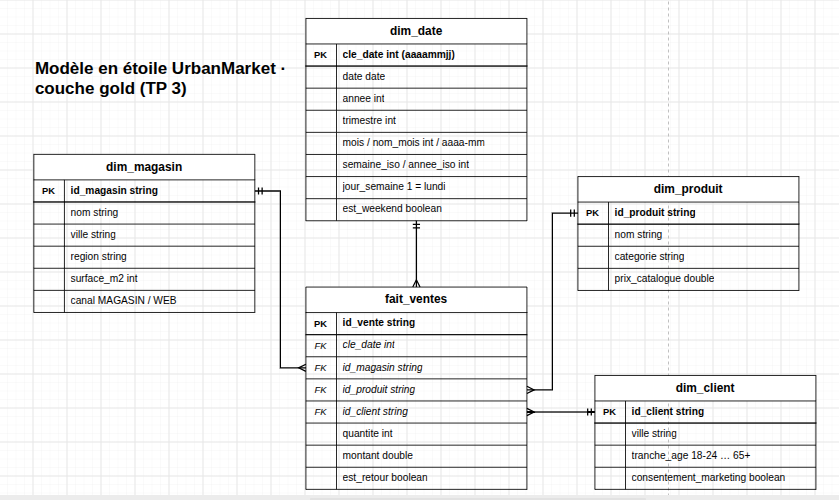 Modèle en étoile UrbanMarket ·
couche gold (TP 3)
dim_date
PK cle_date int (aaaammjj)
date date
annee int
trimestre int
mois / nom_mois int / aaaa-mm
semaine_iso / annee_iso int
jour_semaine 1 = lundi
est_weekend boolean
dim_magasin
PK id_magasin string
nom string
ville string
region string
surface_m2 int
canal MAGASIN / WEB
dim_produit
PK id_produit string
nom string
categorie string
prix_catalogue double
fait_ventes
PK id_vente string
FK cle_date int
FK id_magasin string
FK id_produit string
FK id_client string
quantite int
montant double
est_retour boolean
dim_client
PK id_client string
ville string
tranche_age 18-24 … 65+
consentement_marketing boolean